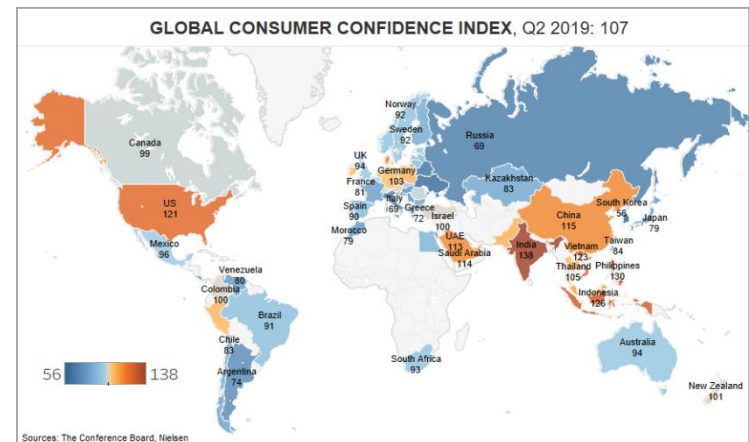 GLOBAL CONSUMER CONFIDENCE INDEX, Q2 2019: 107
Norway
92
Sweden
92
Russia
69
Canada
99
UK
94
Germany
103
Kazakhstan
83
France
81
Italy
69
South Korea
56
US
121
Spain
90
Greece
72
Israel
100
China
115
Japan
79
Mexico
96
Morocco
79
UAE
113
Saudi Arabia
114
India
138
Vietnam
123
Taiwan
84
Thailand
105
Philippines
130
Venezuela
80
Colombia
100
Indonesia
126
Brazil
91
Chile
83
Australia
94
56 138
South Africa
93
Argentina
74
New Zealand
101
Sources: The Conference Board, Nielsen